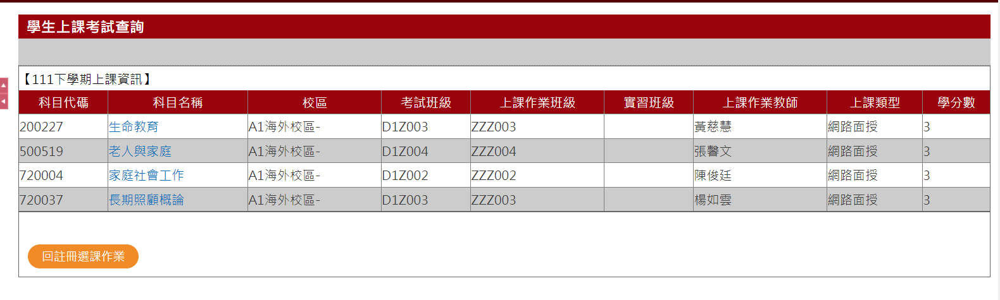 學生上課考試查詢
【111下學期上課資訊】
科目代碼 科目名稱 校區 考試班級 上課作業班級 實習班級 上課作業教師 上課類型 學分數
200227 生命教育 A1海外校區- D1Z003 ZZZ003 黃慈慧 網路面授 3
500519 老人與家庭 A1海外校區- D1Z004 ZZZ004 張馨文 網路面授 3
720004 家庭社會工作 A1海外校區- D1Z002 ZZZ002 陳俊廷 網路面授 3
720037 長期照顧概論 A1海外校區- D1Z003 ZZZ003 楊如雲 網路面授 3
回註冊選課作業